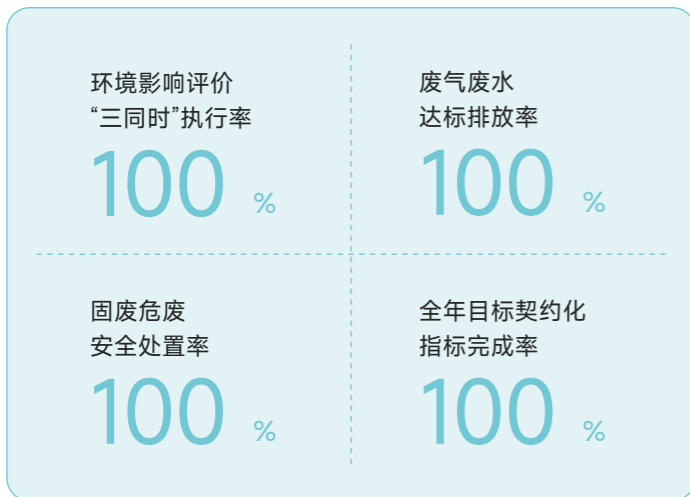 环境影响评价
“三同时”执行率
100 %
废气废水
达标排放率
100 %
固废危废
安全处置率
100 %
全年目标契约化
指标完成率
100 %